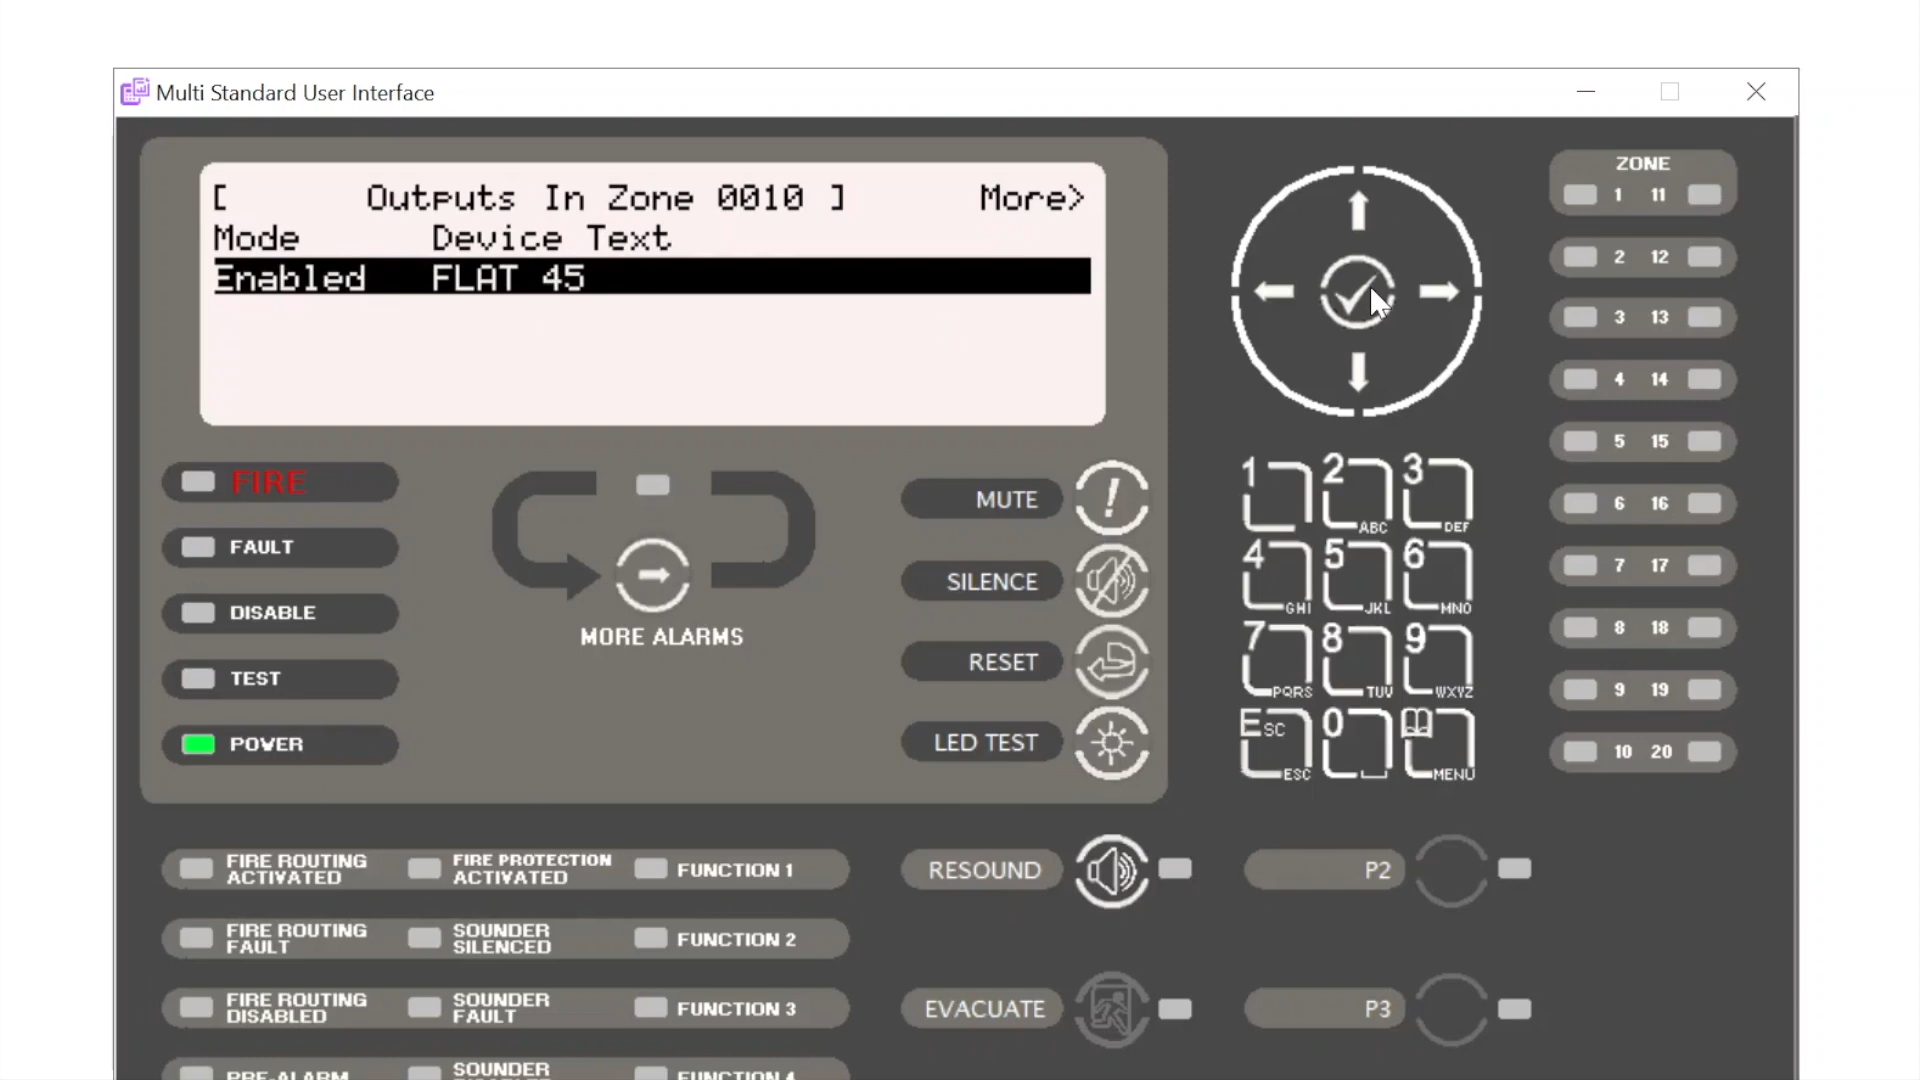 Multi Standard User Interface
[ Outputs In Zone 0010 ] More>
Mode Device Text
Enabled FLAT 45
FIRE
FAULT
DISABLE
TEST
POWER
MORE ALARMS
MUTE
!
SILENCE
RESET
LED TEST
1 2 ABC 3 DEF
4 GHI 5 JKL 6 MNO
7 PQRS 8 TUV 9 WXYZ
Esc ESC 0 MENU
ZONE
1 11
2 12
3 13
4 14
5 15
6 16
7 17
8 18
9 19
10 20
FIRE ROUTING ACTIVATED
FIRE PROTECTION ACTIVATED
FUNCTION 1
FIRE ROUTING FAULT
SOUNDER SILENCED
FUNCTION 2
FIRE ROUTING DISABLED
SOUNDER FAULT
FUNCTION 3
PRE-ALARM
SOUNDER
FUNCTION 4
RESOUND
P2
EVACUATE
P3